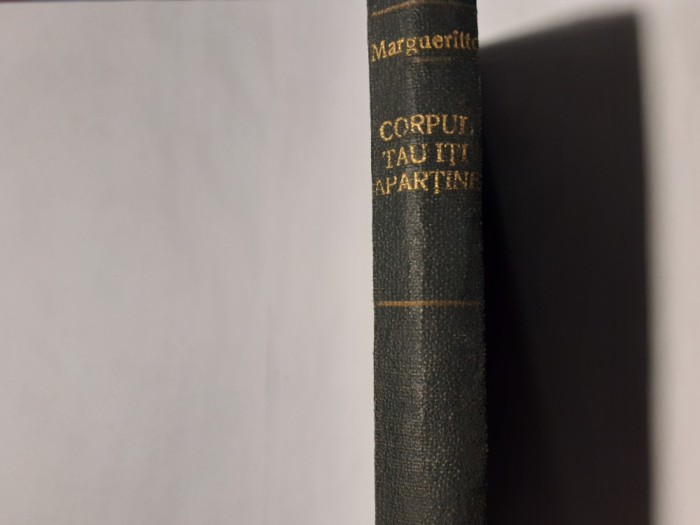 Margueritte
CORPUL
TAU IȚI
APARȚINE